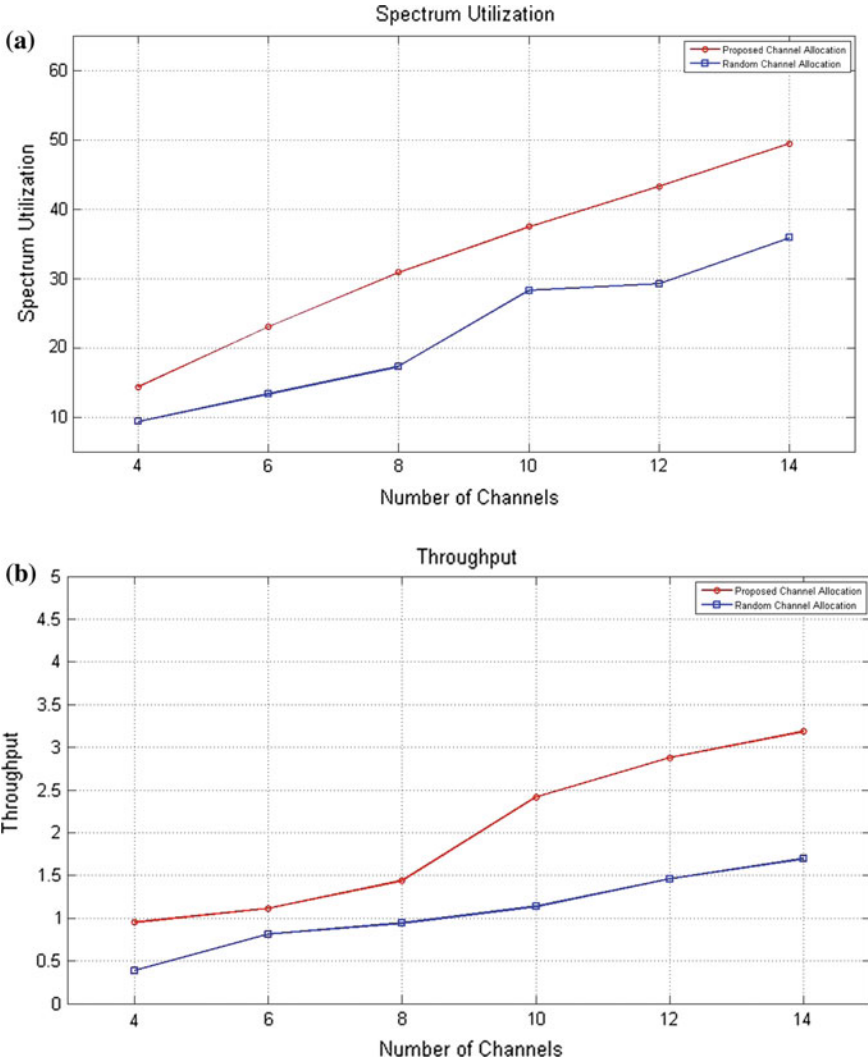 (a)
Spectrum Utilization
Proposed Channel Allocation
Random Channel Allocation
60
50
40
30
20
10
Spectrum Utilization
4 6 8 10 12 14
Number of Channels
(b)
Throughput
Proposed Channel Allocation
Random Channel Allocation
5
4.5
4
3.5
3
2.5
2
1.5
1
0.5
0
Throughput
4 6 8 10 12 14
Number of Channels